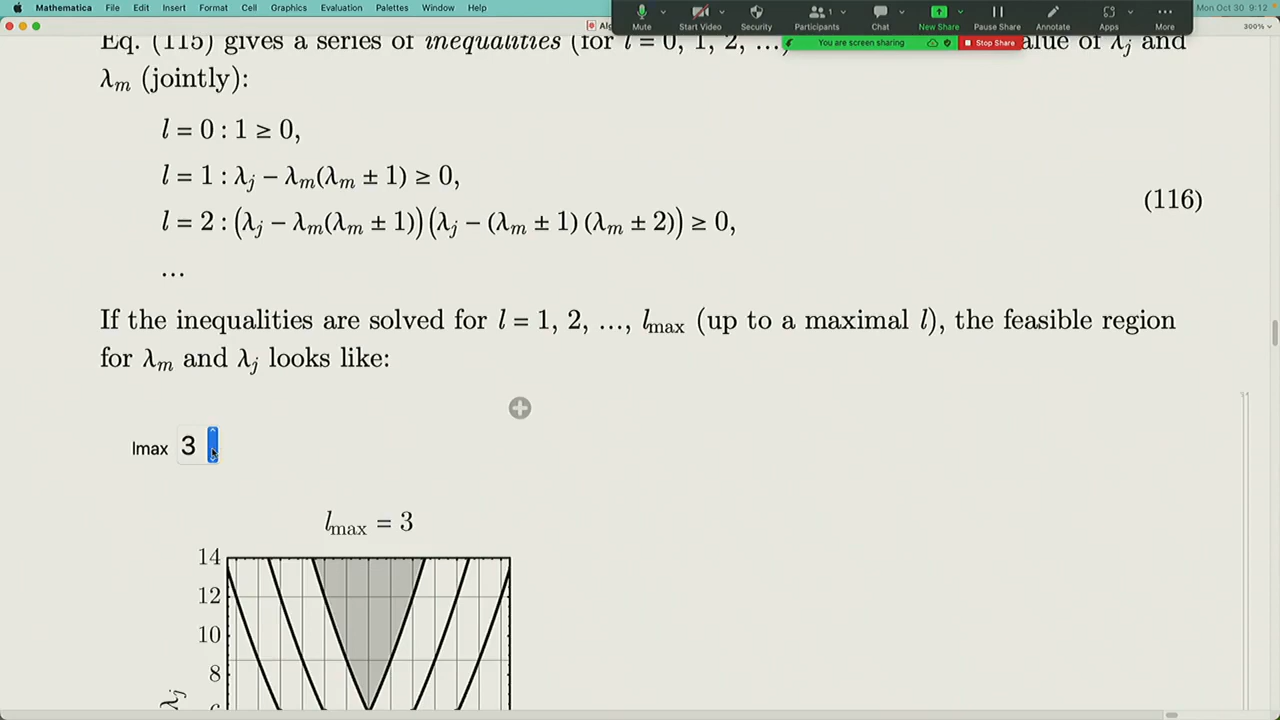 Mathematica File Edit Insert Format Cell Graphics Evaluation Palettes Window Help Mon Oct 30 9:12
Mute Start Video Security Participants 1 Chat New Share Pause Share Annotate Apps More
You are screen sharing Stop Share
300%
Eq. (115) gives a series of inequalities (for l = 0, 1, 2, ..., alue of λj and
λm (jointly):
l = 0 : 1 ≥ 0,
l = 1 : λj − λm(λm ± 1) ≥ 0,
l = 2 : (λj − λm(λm ± 1))(λj − (λm ± 1) (λm ± 2)) ≥ 0,
(116)
...
If the inequalities are solved for l = 1, 2, ..., lmax (up to a maximal l), the feasible region
for λm and λj looks like:
lmax 3
lmax = 3
14
12
10
8
λj